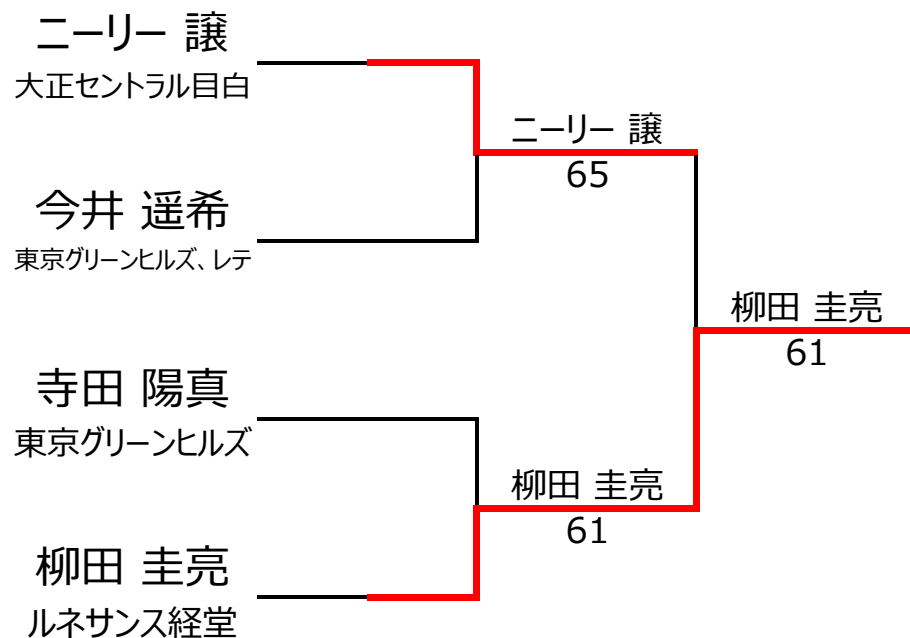 ニーリー 譲
大正セントラル目白
ニーリー 譲
65
今井 遥希
東京グリーンヒルズ、レテ
柳田 圭亮
61
寺田 陽真
東京グリーンヒルズ
柳田 圭亮
61
柳田 圭亮
ルネサンス経堂